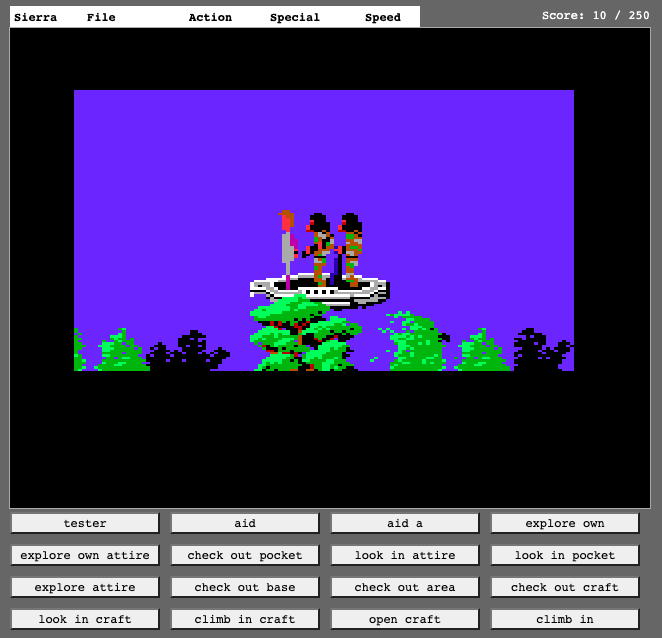 Sierra File Action Special Speed Score: 10 / 250
tester aid aid a explore own
explore own attire check out pocket look in attire look in pocket
explore attire check out base check out area check out craft
look in craft climb in craft open craft climb in